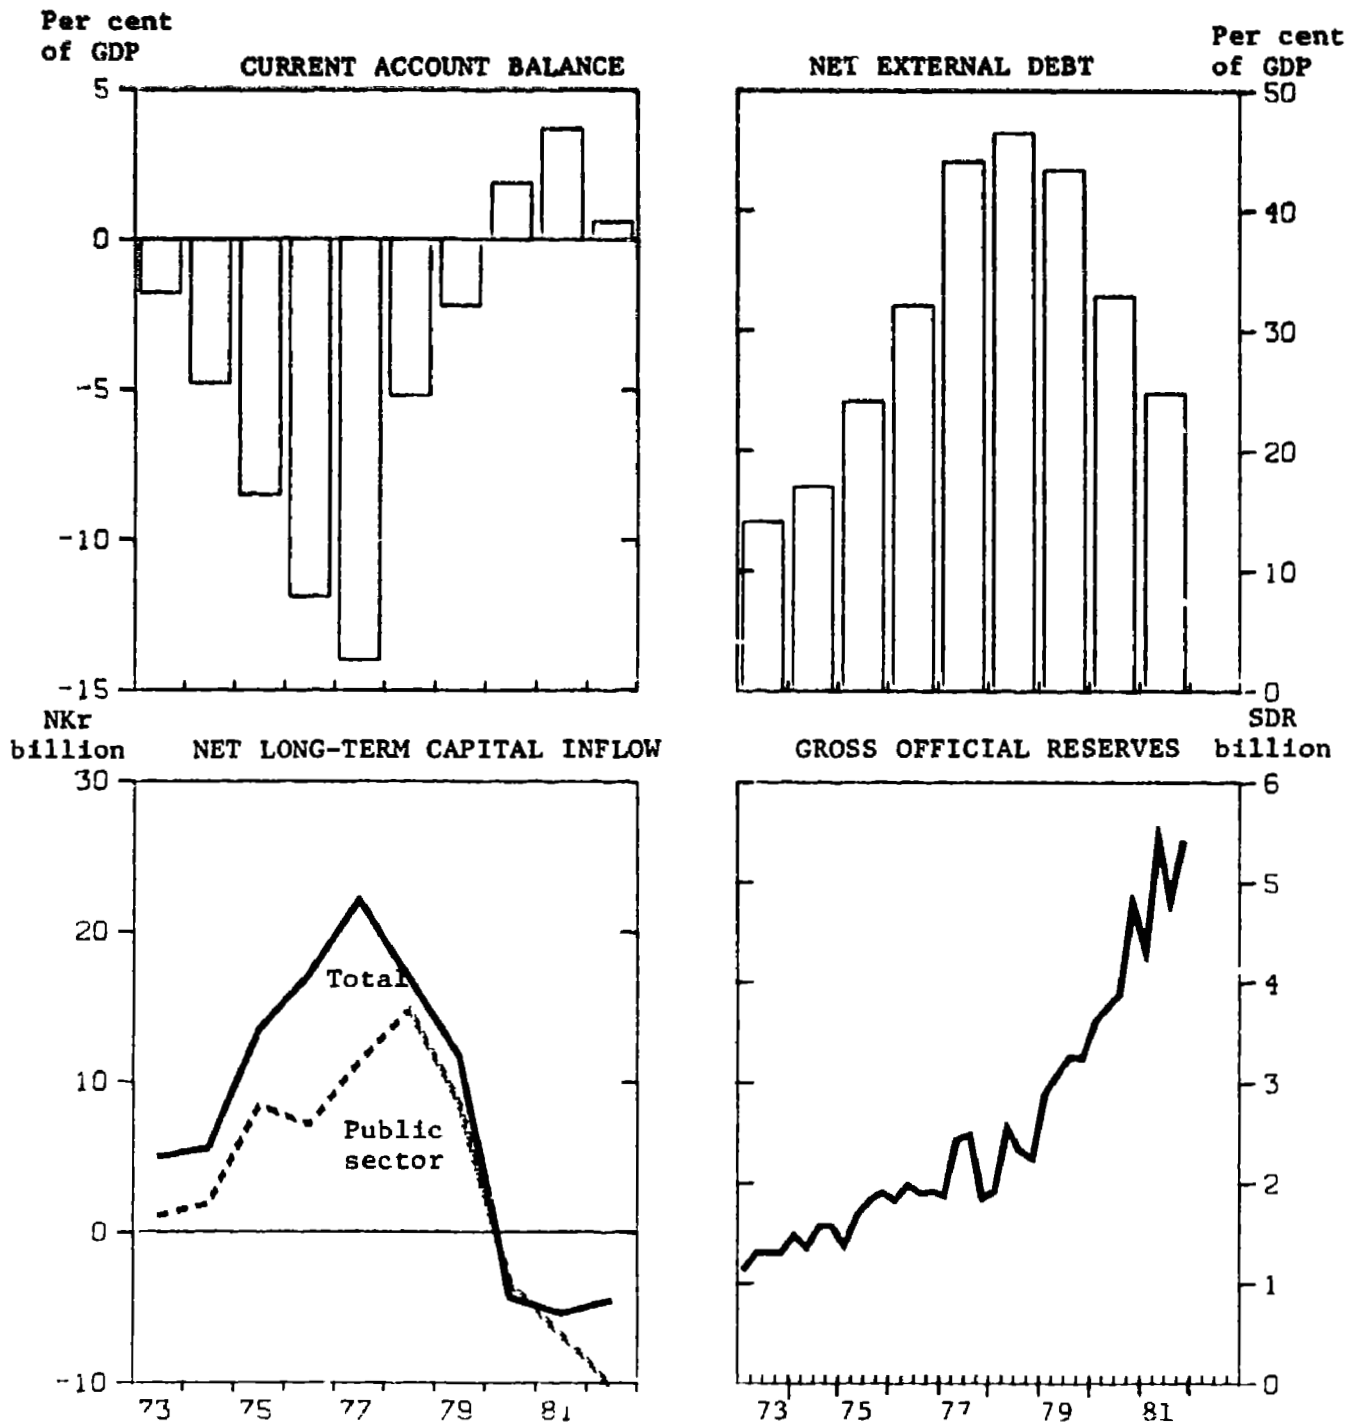 Per cent
of GDP
CURRENT ACCOUNT BALANCE
5
0
-5
-10
-15
NET EXTERNAL DEBT
Per cent
of GDP
50
40
30
20
10
0
NKr
billion
NET LONG-TERM CAPITAL INFLOW
30
20
10
0
-10
Total
Public
sector
73 75 77 79 81
GROSS OFFICIAL RESERVES
SDR
billion
6
5
4
3
2
1
0
73 75 77 79 81